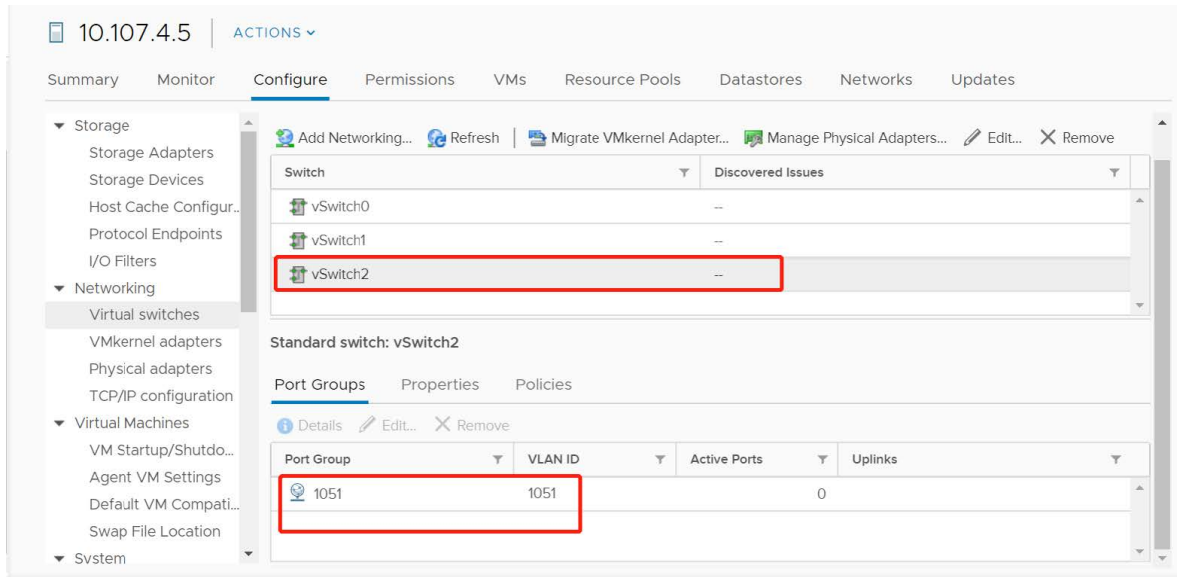 10.107.4.5 ACTIONS
Summary Monitor Configure Permissions VMs Resource Pools Datastores Networks Updates
Storage
Storage Adapters
Storage Devices
Host Cache Configur..
Protocol Endpoints
I/O Filters
Networking
Virtual switches
VMkernel adapters
Physical adapters
TCP/IP configuration
Virtual Machines
VM Startup/Shutdo...
Agent VM Settings
Default VM Compati...
Swap File Location
System
Add Networking... Refresh Migrate VMkernel Adapter... Manage Physical Adapters... Edit... Remove
Switch Discovered Issues
vSwitch0 --
vSwitch1 --
vSwitch2 --
Standard switch: vSwitch2
Port Groups Properties Policies
Details Edit... Remove
Port Group VLAN ID Active Ports Uplinks
1051 1051 0